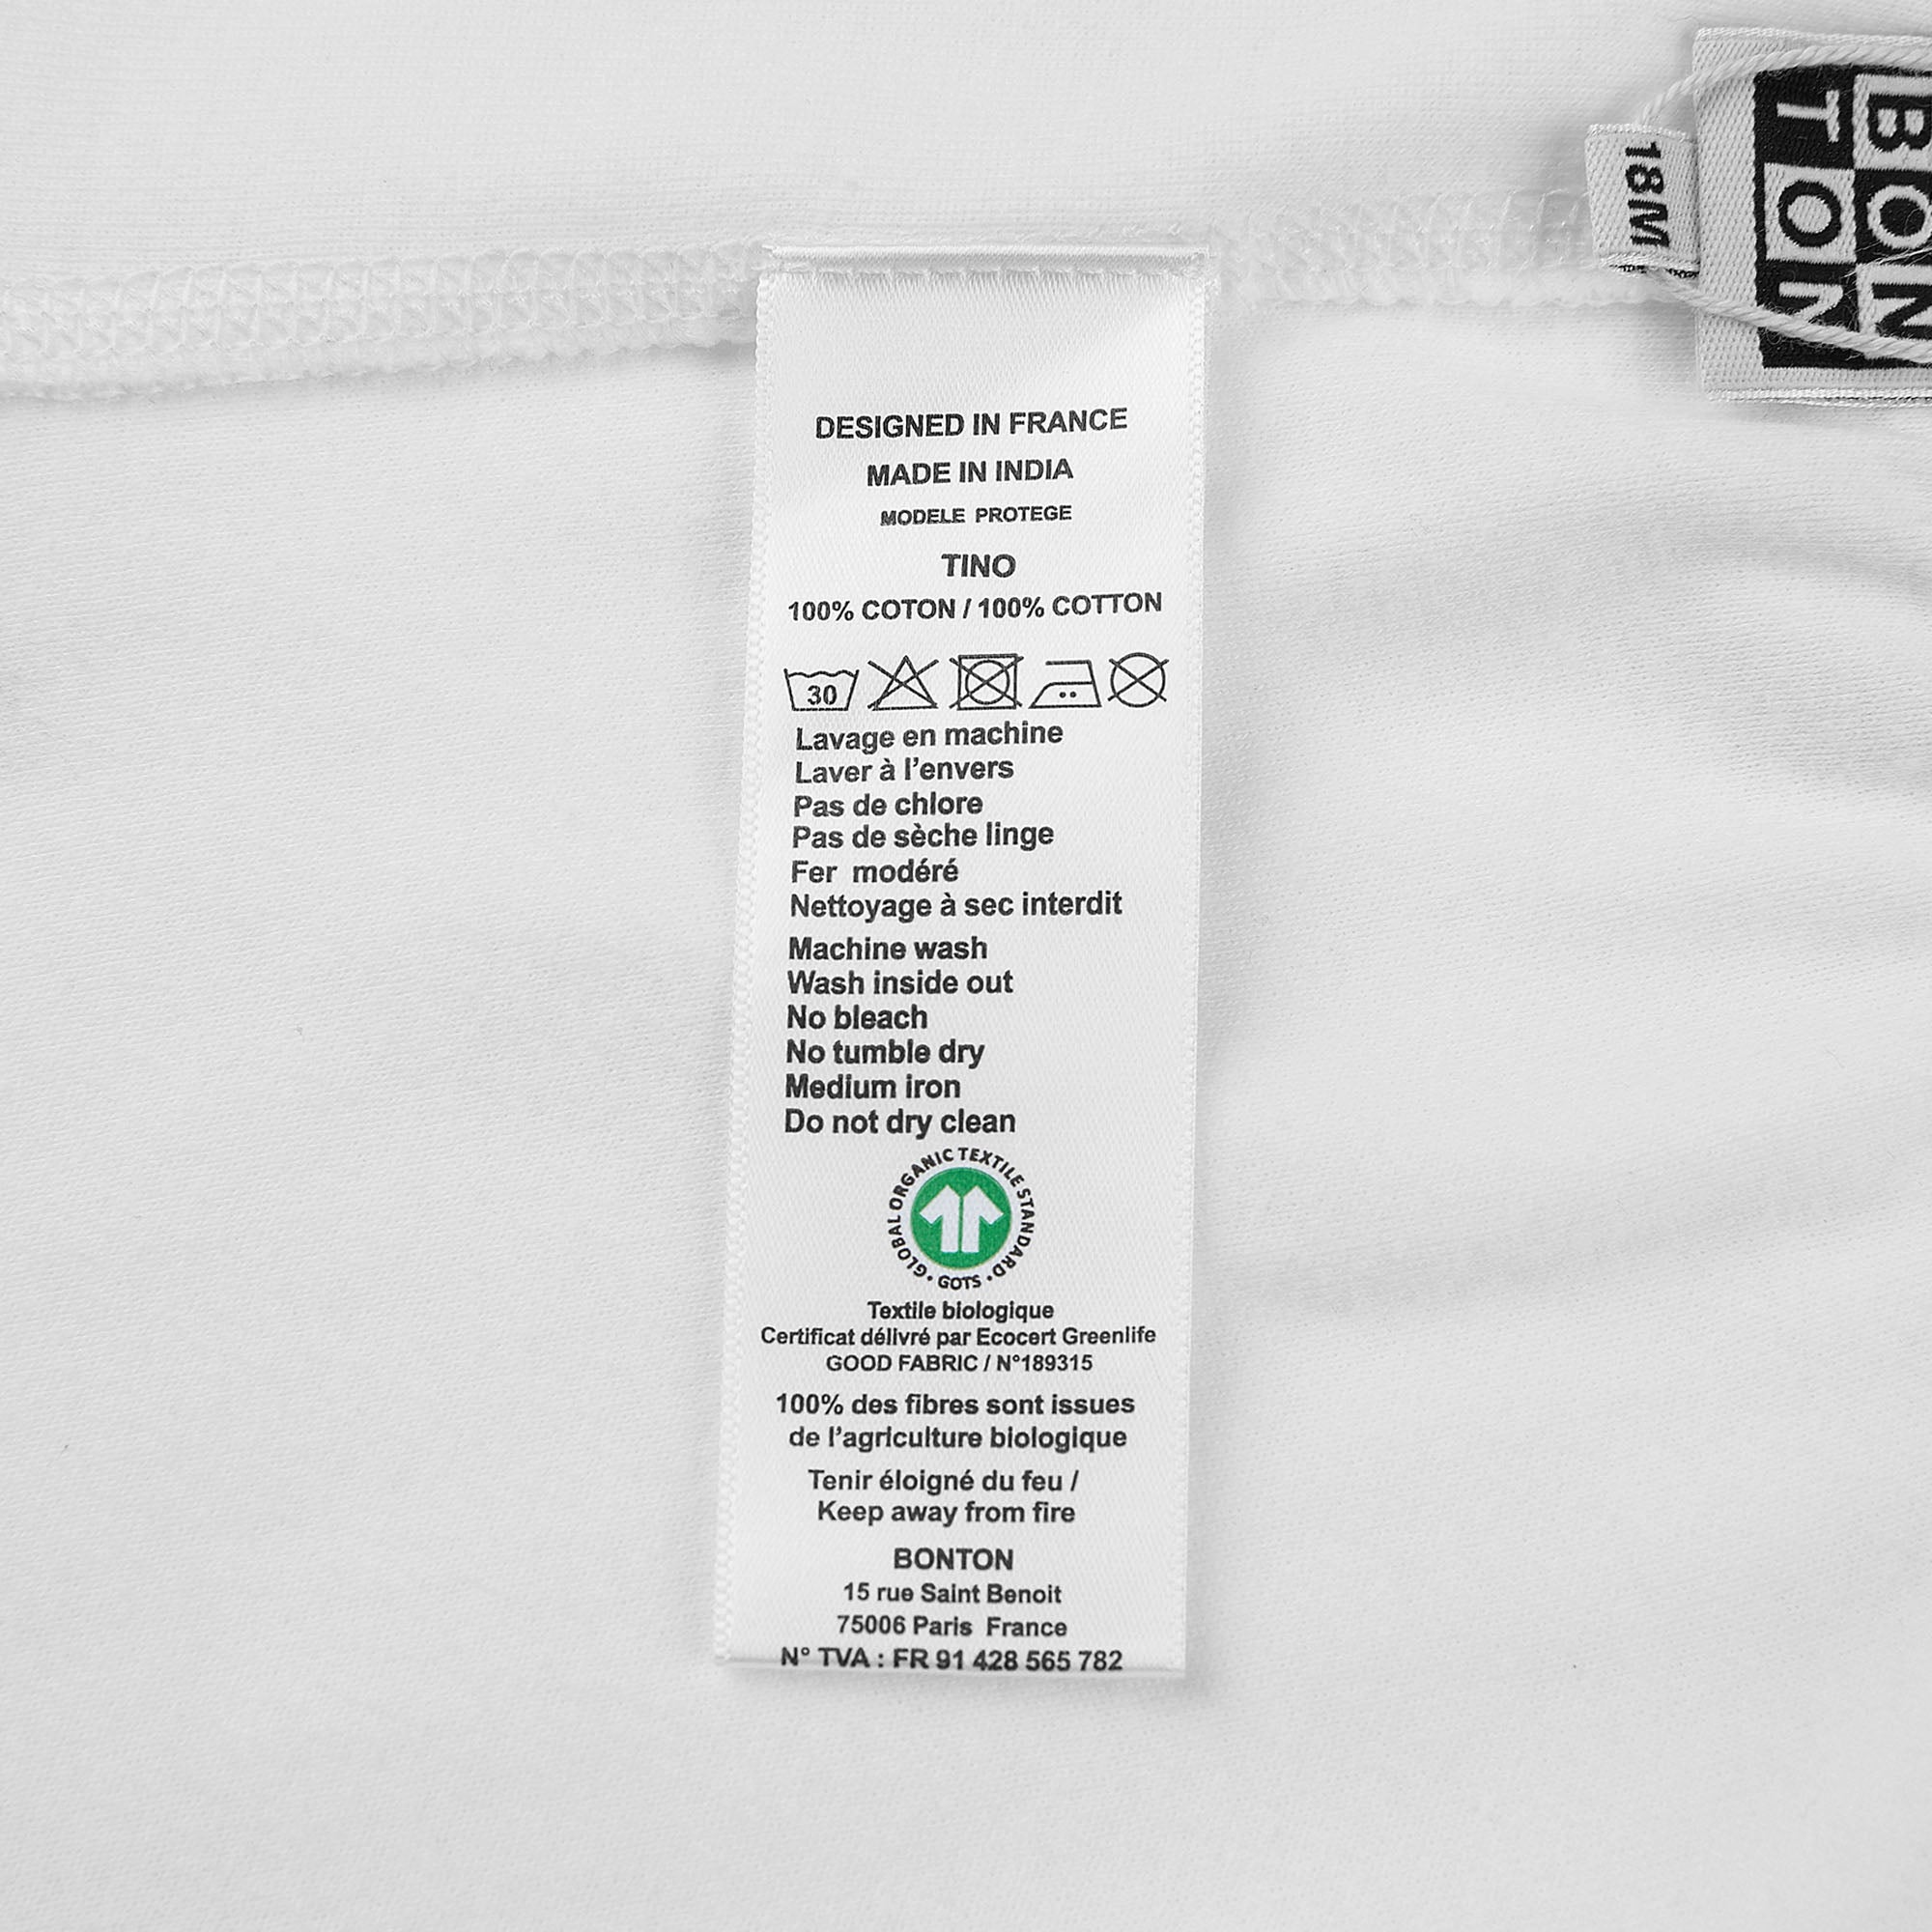 BON
TON
18M
DESIGNED IN FRANCE
MADE IN INDIA
MODELE PROTEGE
TINO
100% COTON / 100% COTTON
30
Lavage en machine
Laver à l'envers
Pas de chlore
Pas de sèche linge
Fer modéré
Nettoyage à sec interdit
Machine wash
Wash inside out
No bleach
No tumble dry
Medium iron
Do not dry clean
GLOBAL ORGANIC TEXTILE STANDARD
· GOTS ·
Textile biologique
Certificat délivré par Ecocert Greenlife
GOOD FABRIC / N°189315
100% des fibres sont issues
de l'agriculture biologique
Tenir éloigné du feu /
Keep away from fire
BONTON
15 rue Saint Benoit
75006 Paris France
N° TVA : FR 91 428 565 782